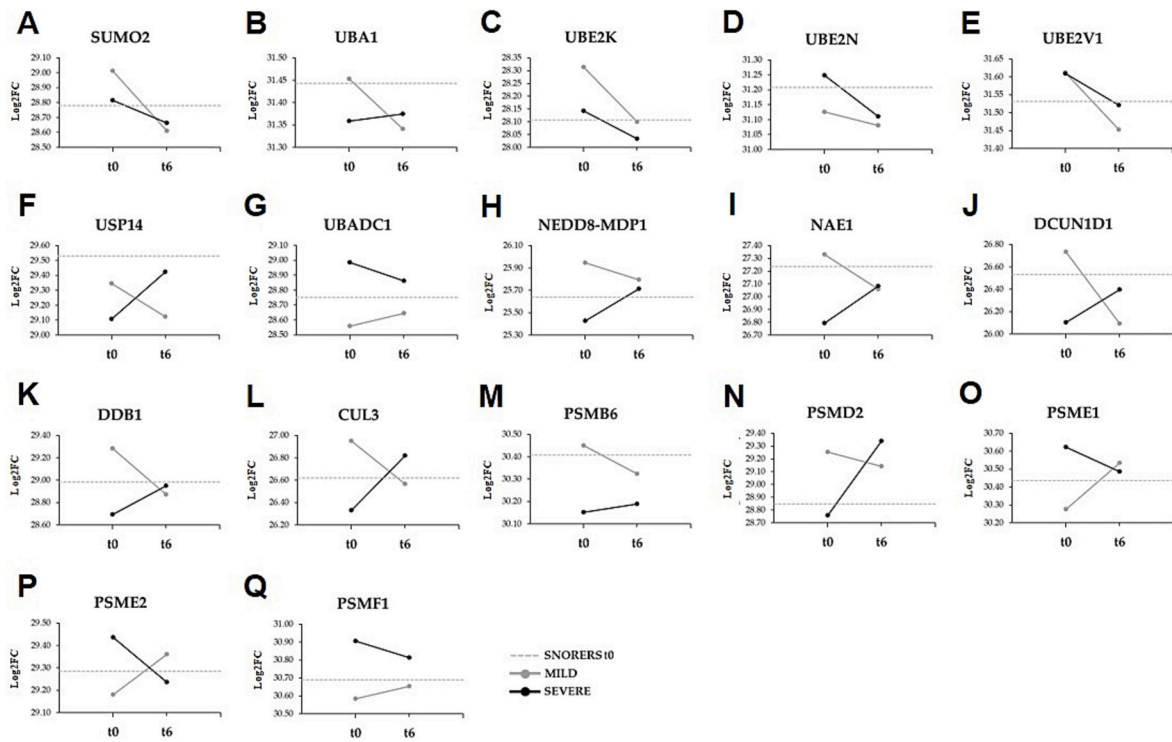 A
SUMO2
Log2FC
29.10
29.00
28.90
28.80
28.70
28.60
28.50
t0 t6
B
UBA1
Log2FC
31.50
31.45
31.40
31.35
31.30
t0 t6
C
UBE2K
Log2FC
28.35
28.30
28.25
28.20
28.15
28.10
28.05
28.00
t0 t6
D
UBE2N
Log2FC
31.30
31.25
31.20
31.15
31.10
31.05
31.00
t0 t6
E
UBE2V1
Log2FC
31.65
31.60
31.55
31.50
31.45
31.40
t0 t6
F
USP14
Log2FC
29.60
29.50
29.40
29.30
29.20
29.10
29.00
t0 t6
G
UBADC1
Log2FC
29.10
29.00
28.90
28.80
28.70
28.60
28.50
t0 t6
H
NEDD8-MDP1
Log2FC
26.10
25.90
25.70
25.50
25.30
t0 t6
I
NAE1
Log2FC
27.40
27.30
27.20
27.10
27.00
26.90
26.80
26.70
t0 t6
J
DCUN1D1
Log2FC
26.80
26.60
26.40
26.20
26.00
t0 t6
K
DDB1
Log2FC
29.40
29.20
29.00
28.80
28.60
t0 t6
L
CUL3
Log2FC
27.00
26.80
26.60
26.40
26.20
t0 t6
M
PSMB6
Log2FC
30.50
30.40
30.30
30.20
30.10
t0 t6
N
PSMD2
Log2FC
29.40
29.30
29.20
29.10
29.00
28.90
28.80
28.70
t0 t6
O
PSME1
Log2FC
30.70
30.60
30.50
30.40
30.30
30.20
t0 t6
P
PSME2
Log2FC
29.50
29.40
29.30
29.20
29.10
t0 t6
Q
PSMF1
Log2FC
31.00
30.90
30.80
30.70
30.60
30.50
t0 t6
SNORERS t0
MILD
SEVERE